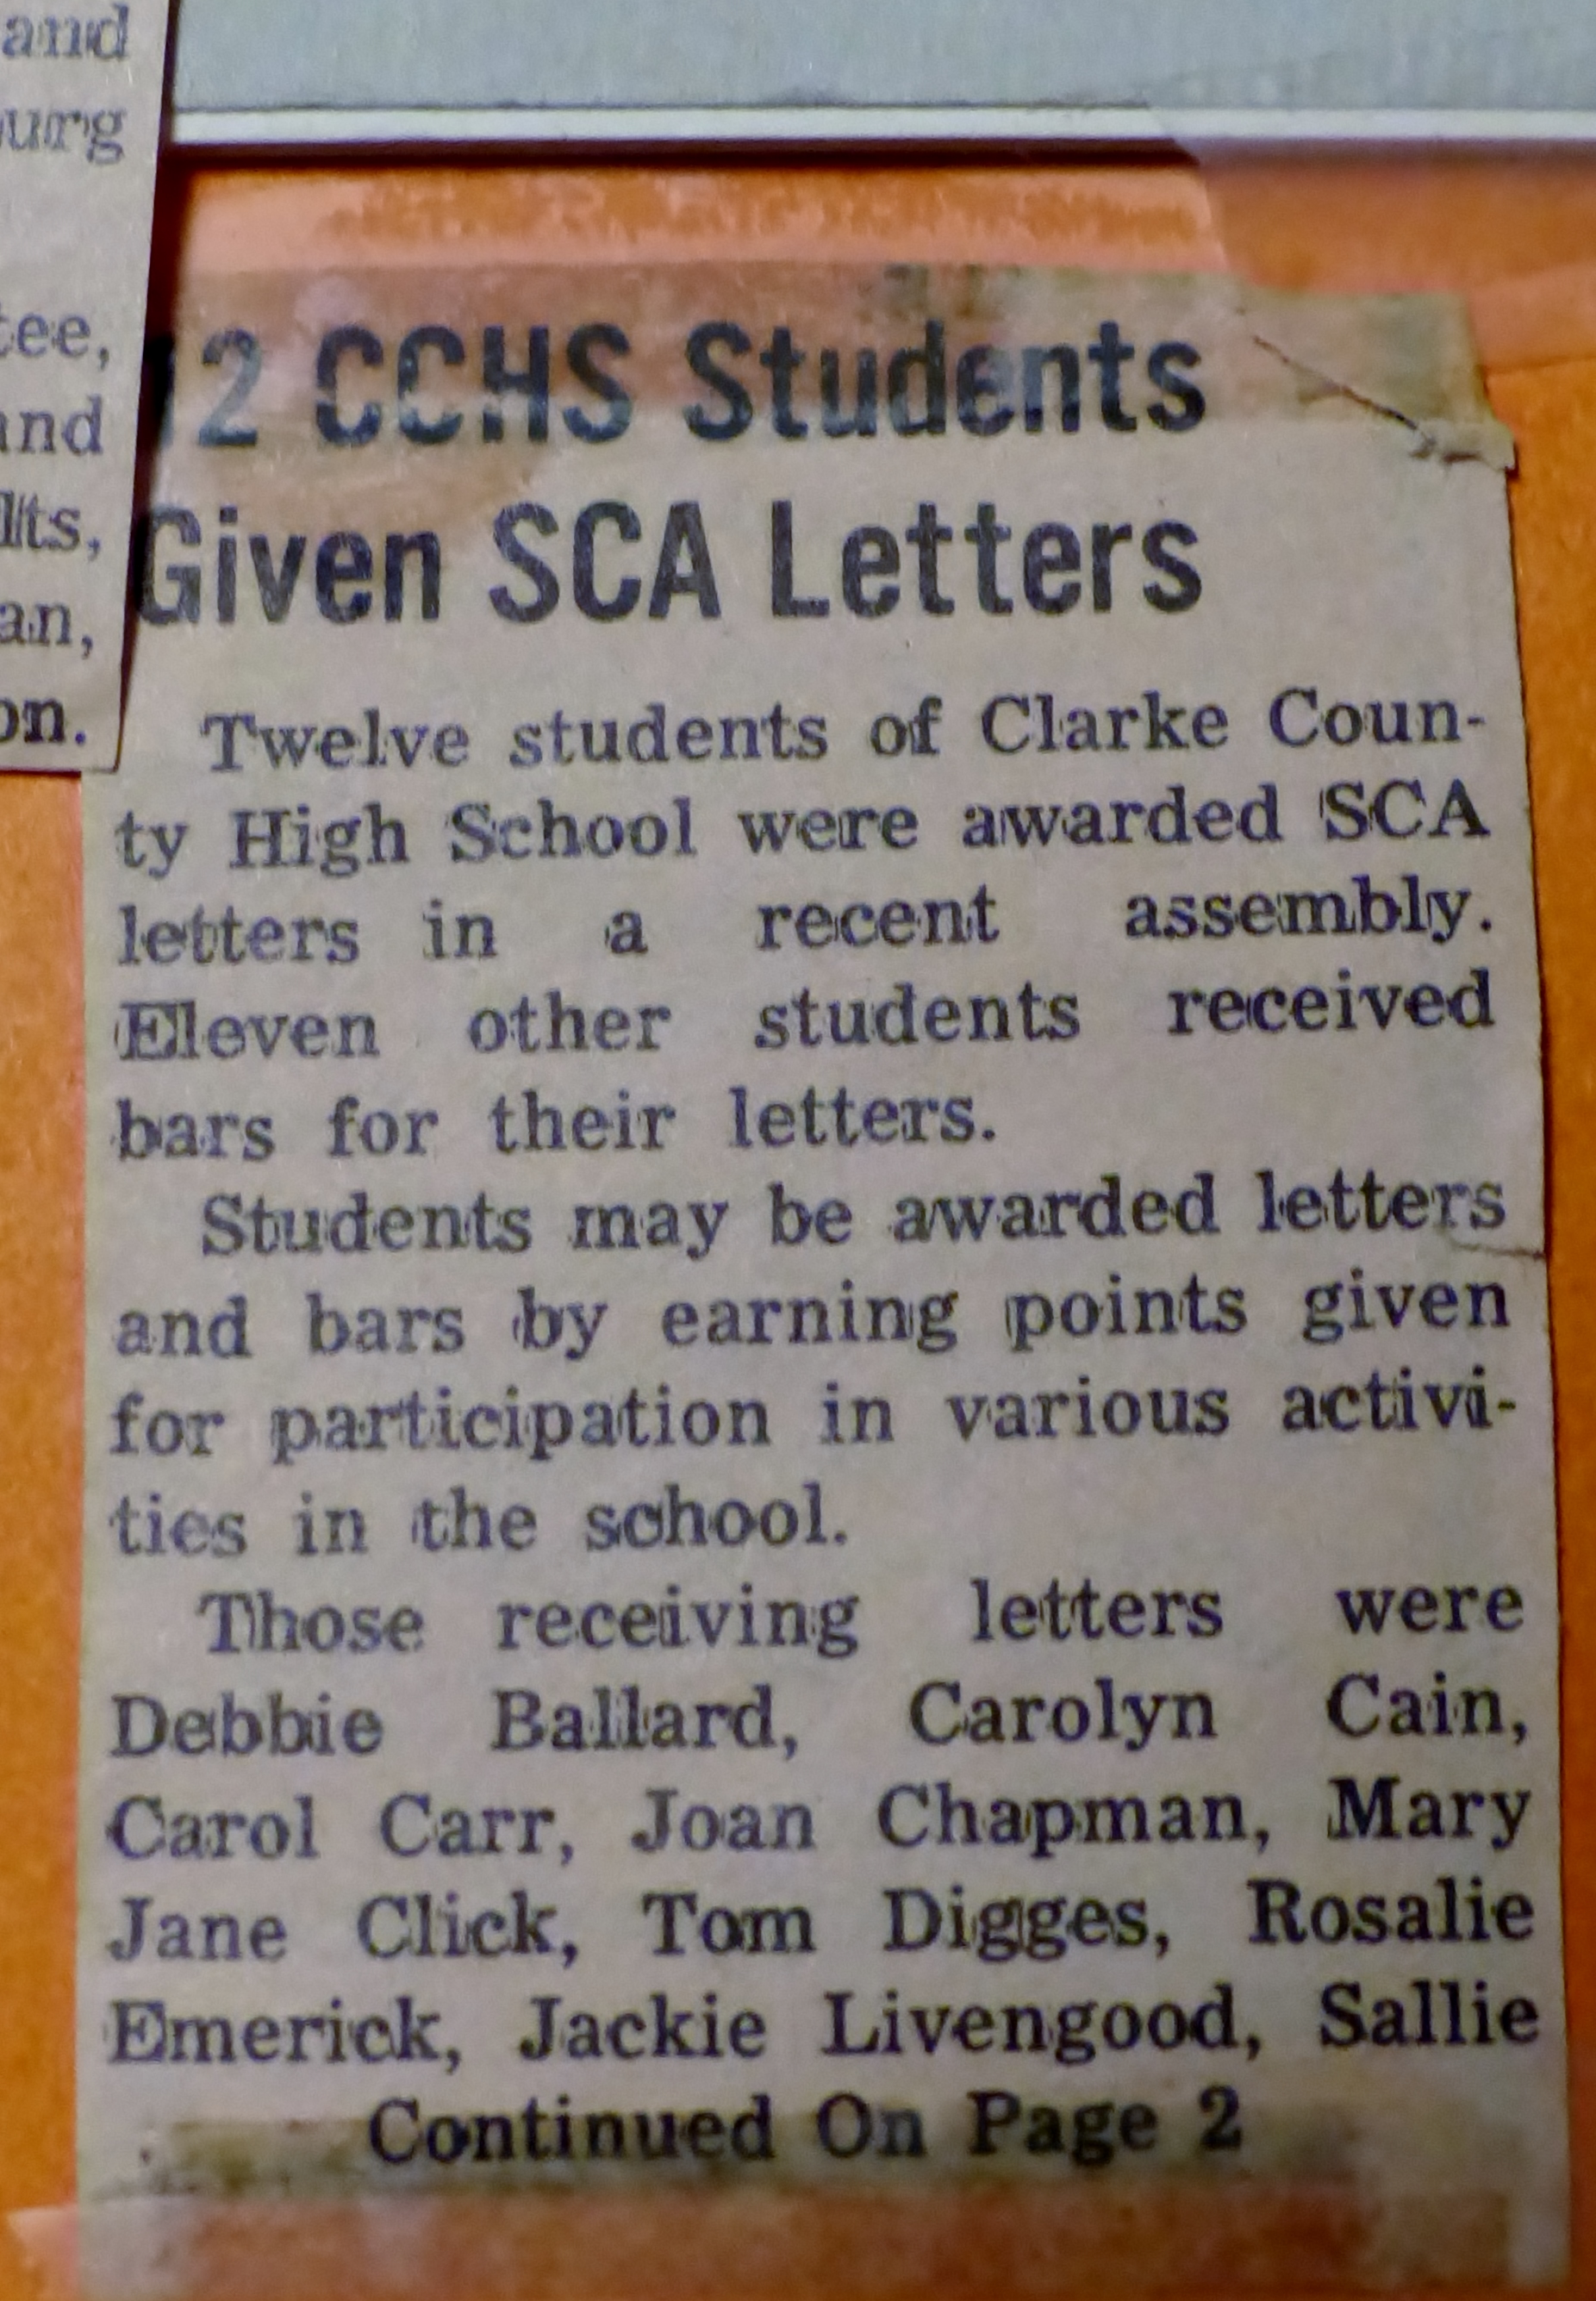 and
urg
tee,
and
lts,
an,
on.
12 CCHS Students
Given SCA Letters
Twelve students of Clarke Coun-
ty High School were awarded SCA
letters in a recent assembly.
Eleven other students received
bars for their letters.
Students may be awarded letters
and bars by earning points given
for participation in various activi-
ties in the school.
Those receiving letters were
Debbie Ballard, Carolyn Cain,
Carol Carr, Joan Chapman, Mary
Jane Click, Tom Digges, Rosalie
Emerick, Jackie Livengood, Sallie
Continued On Page 2